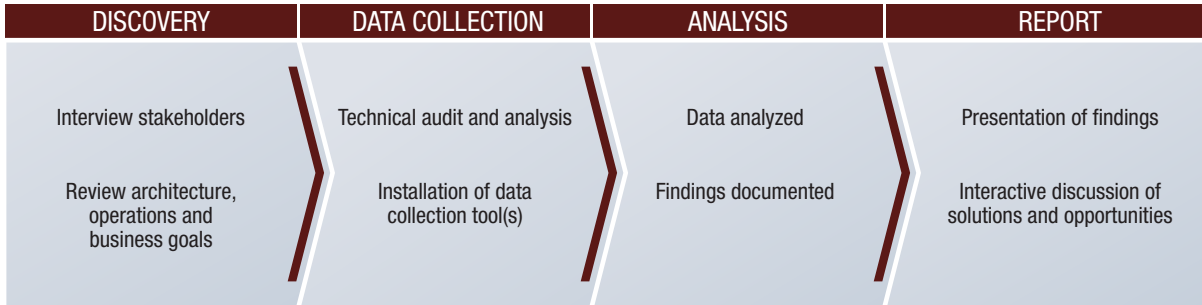 DISCOVERY
DATA COLLECTION
ANALYSIS
REPORT
Interview stakeholders
Review architecture,
operations and
business goals
Technical audit and analysis
Installation of data
collection tool(s)
Data analyzed
Findings documented
Presentation of findings
Interactive discussion of
solutions and opportunities